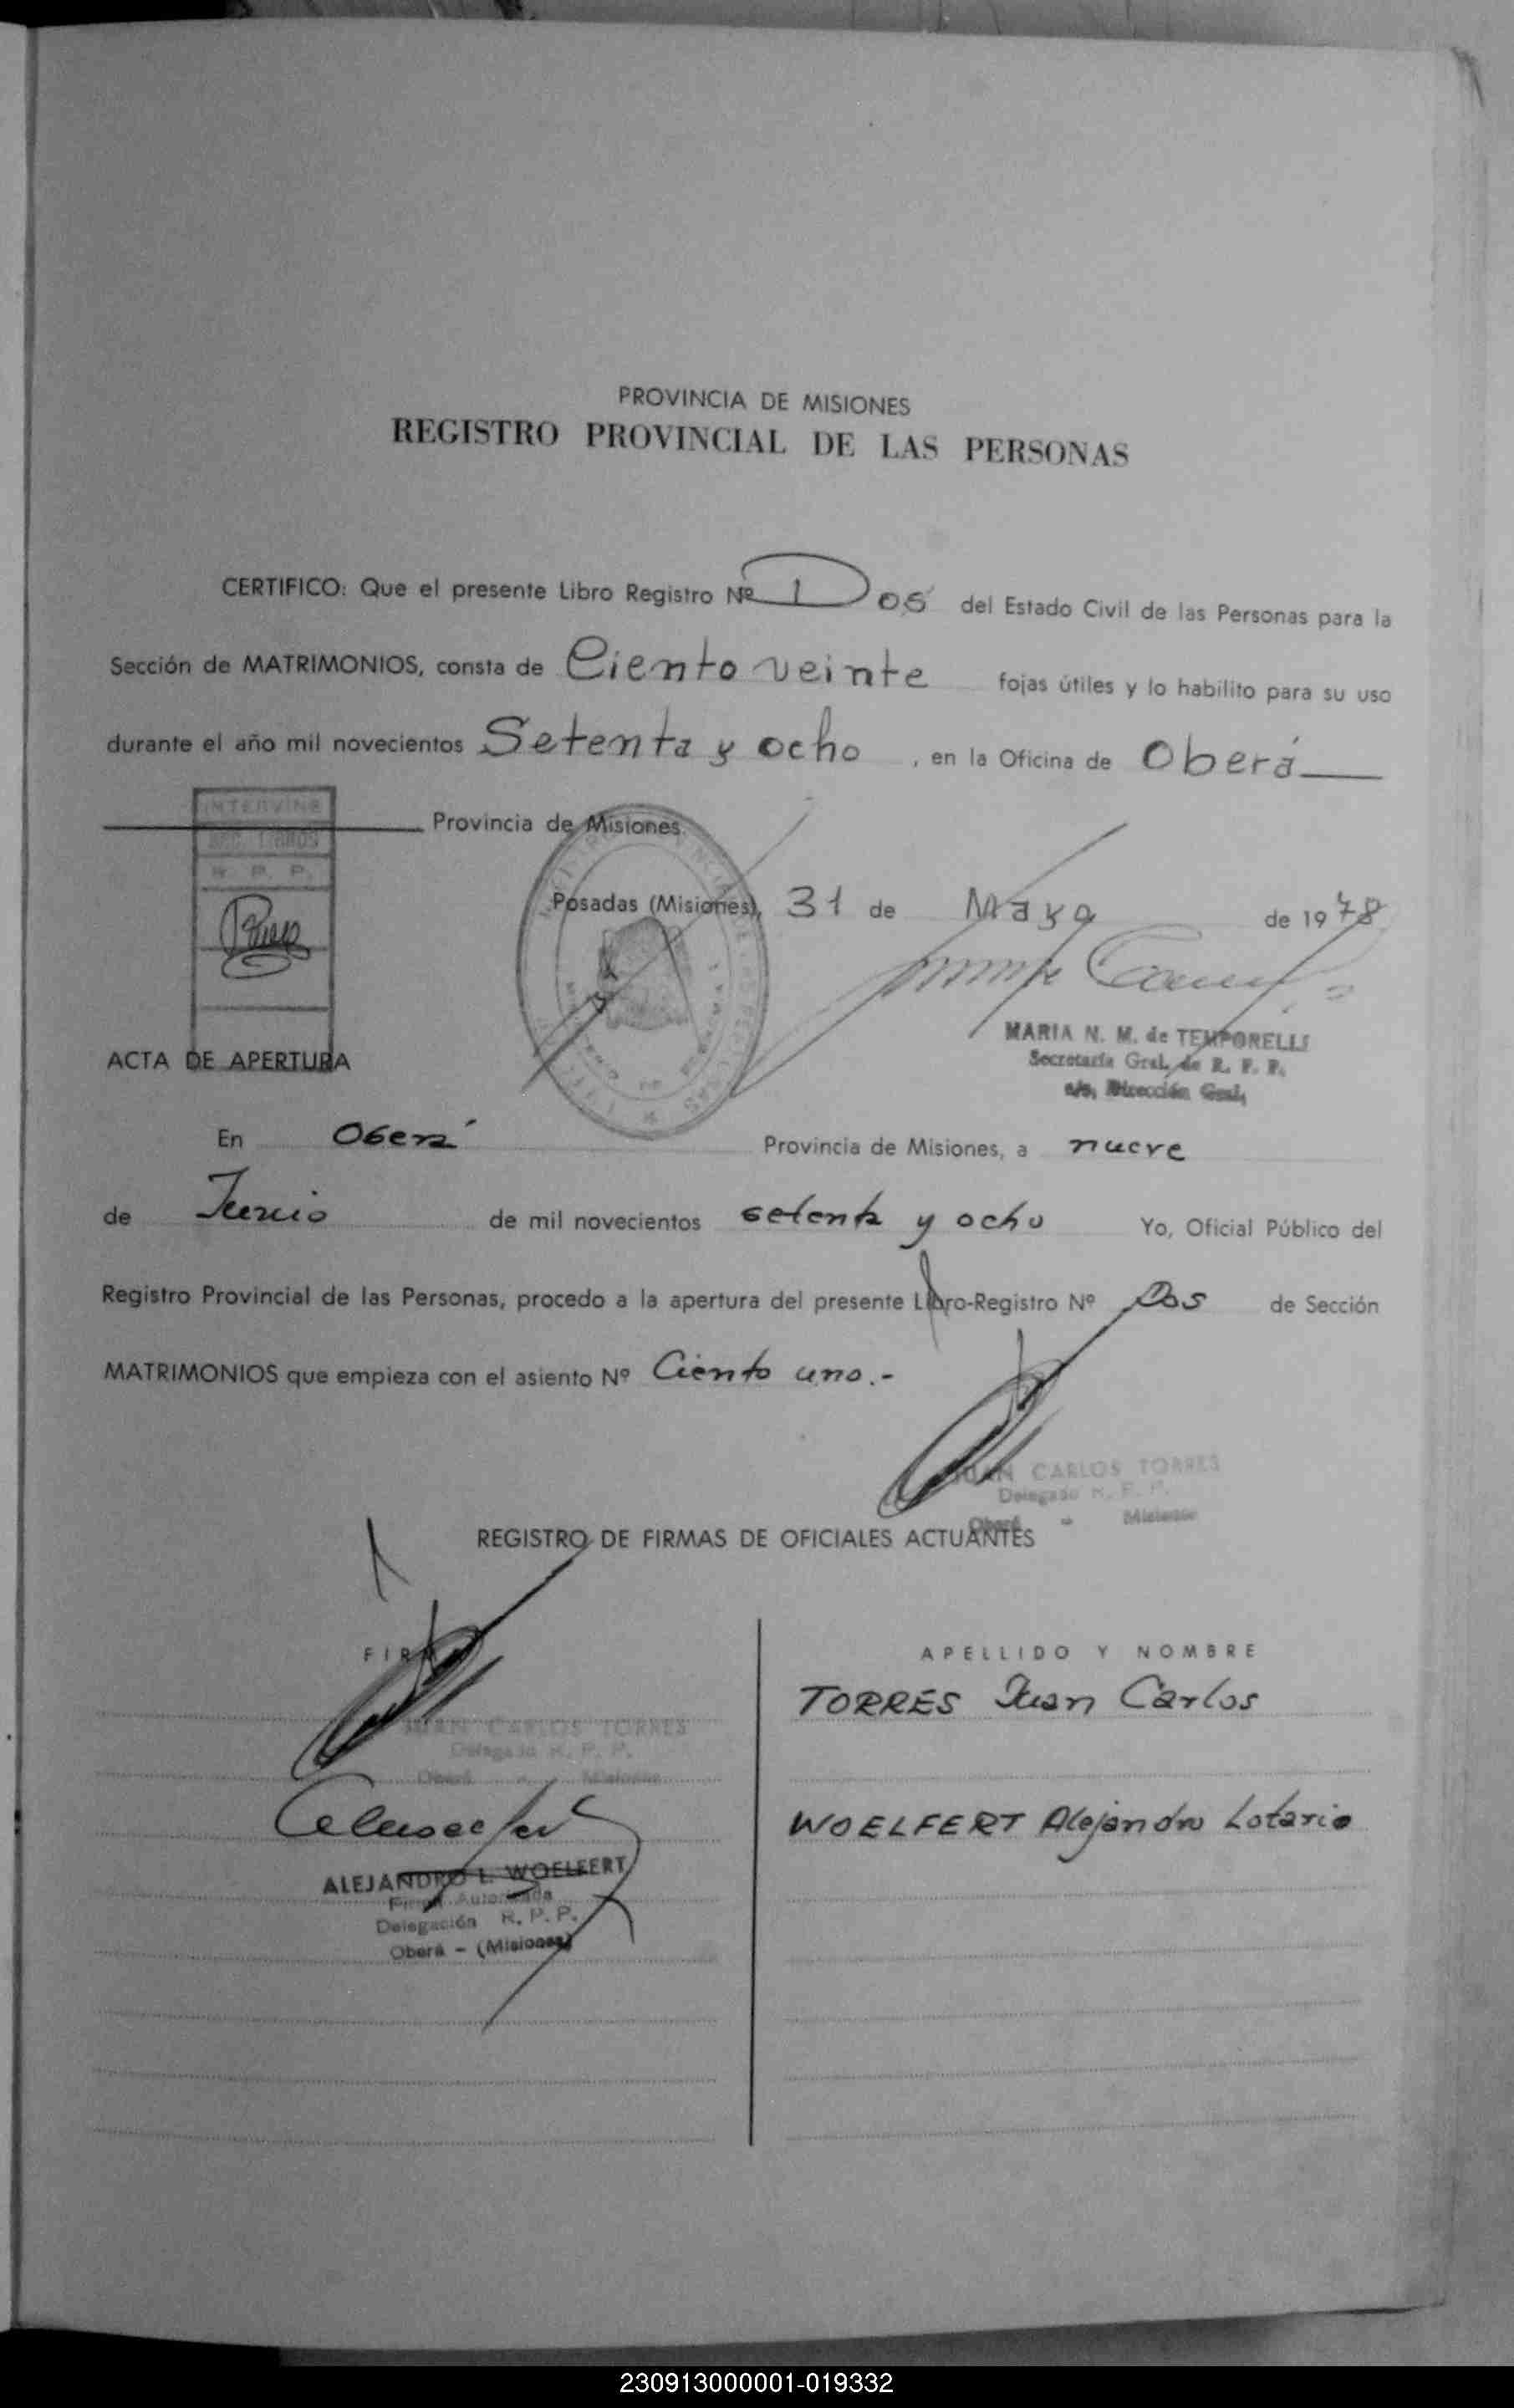 PROVINCIA DE MISIONES
REGISTRO PROVINCIAL DE LAS PERSONAS
CERTIFICO: Que el presente Libro Registro Nº Dos del Estado Civil de las Personas para la
Sección de MATRIMONIOS, consta de Ciento veinte fojas útiles y lo habilito para su uso
durante el año mil novecientos Setenta y ocho, en la Oficina de Oberá
Provincia de Misiones.
INTERVINE
SEC. LIBROS
R. P. P.
Posadas (Misiones), 31 de Mayo de 1978
MARIA N. M. de TEMPORELLI
Secretaria Gral. de R. P. P.
a/c. Dirección Gral.
ACTA DE APERTURA
En Oberá Provincia de Misiones, a nueve
de Junio de mil novecientos setenta y ocho Yo, Oficial Público del
Registro Provincial de las Personas, procedo a la apertura del presente Libro-Registro Nº Dos de Sección
MATRIMONIOS que empieza con el asiento Nº Ciento uno.-
JUAN CARLOS TORRES
Delegado R. P. P.
Oberá - Misiones
REGISTRO DE FIRMAS DE OFICIALES ACTUANTES
FIRMA
APELLIDO Y NOMBRE
TORRES Juan Carlos
JUAN CARLOS TORRES
Delegado R. P. P.
Oberá - Misiones
WOELFERT Alejandro Lotario
ALEJANDRO L. WOELFERT
Firma Autorizada
Delegación R. P. P.
Oberá - (Misiones)
230913000001-019332